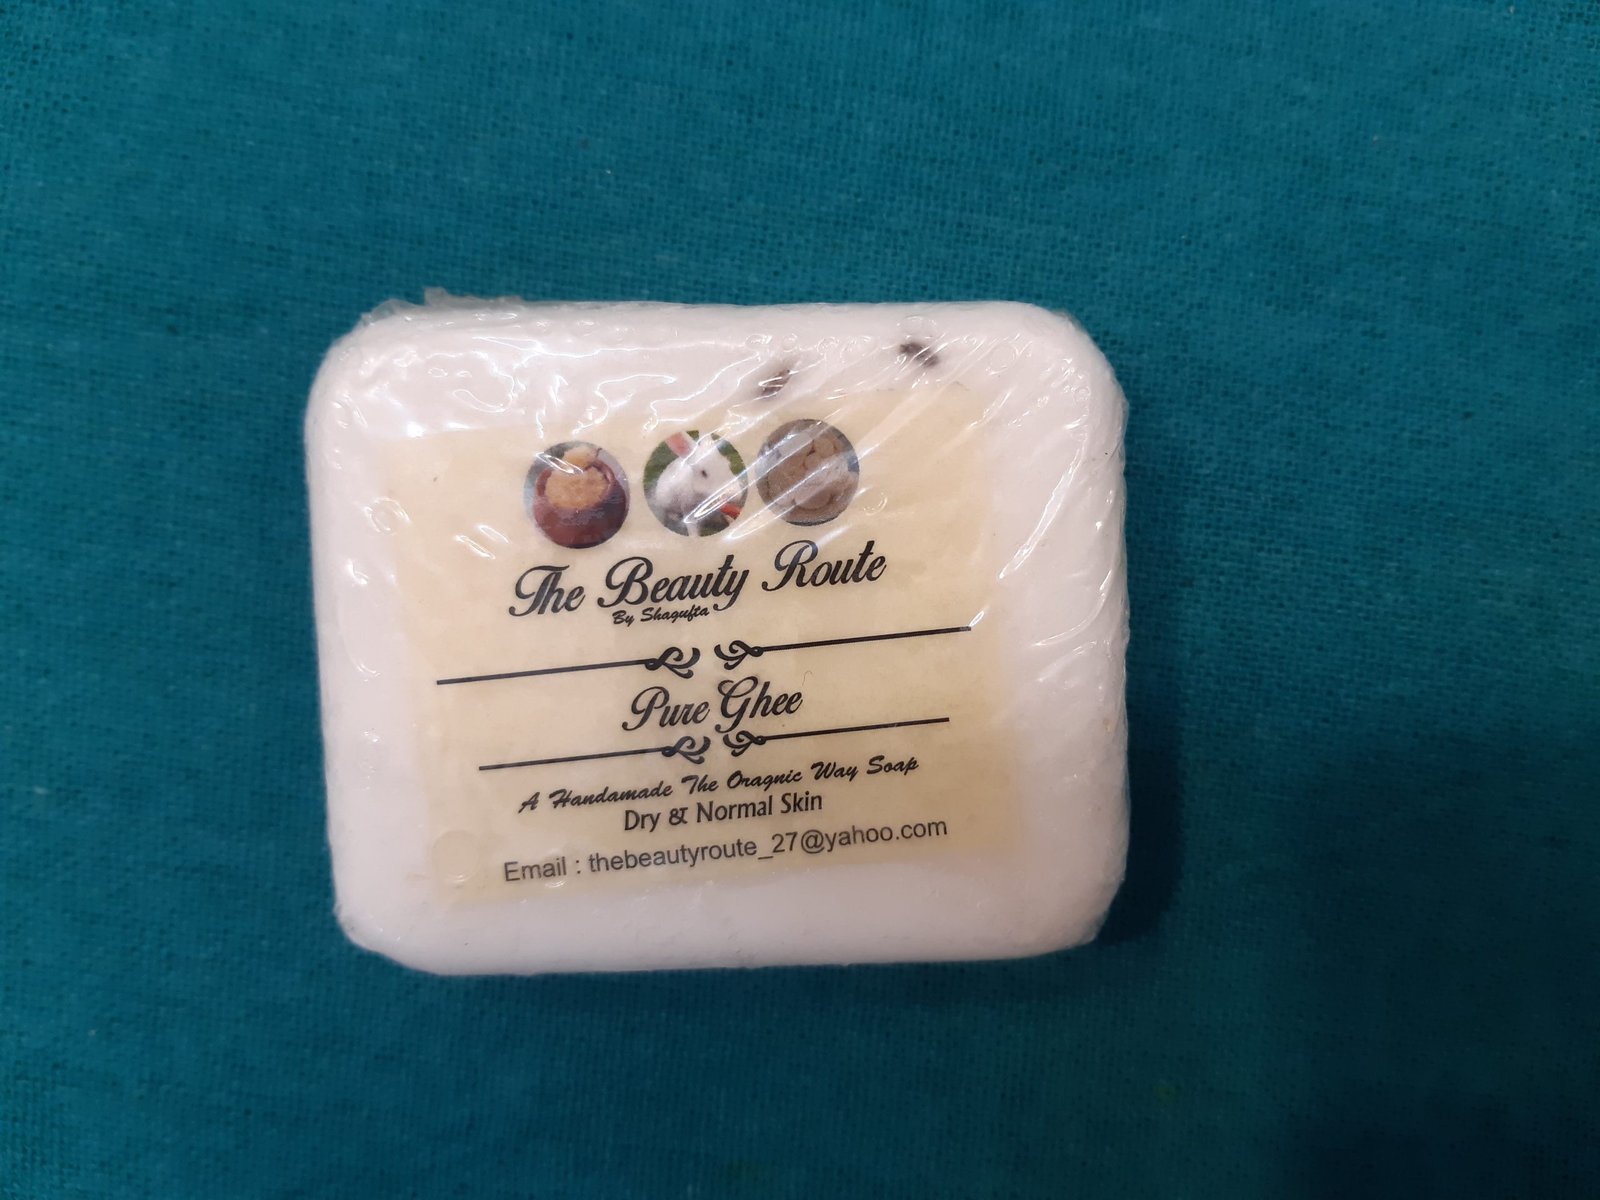 The Beauty Route
By Shagufta
Pure Ghee
A Handamade The Oragnic Way Soap
Dry & Normal Skin
Email : thebeautyroute_27@yahoo.com